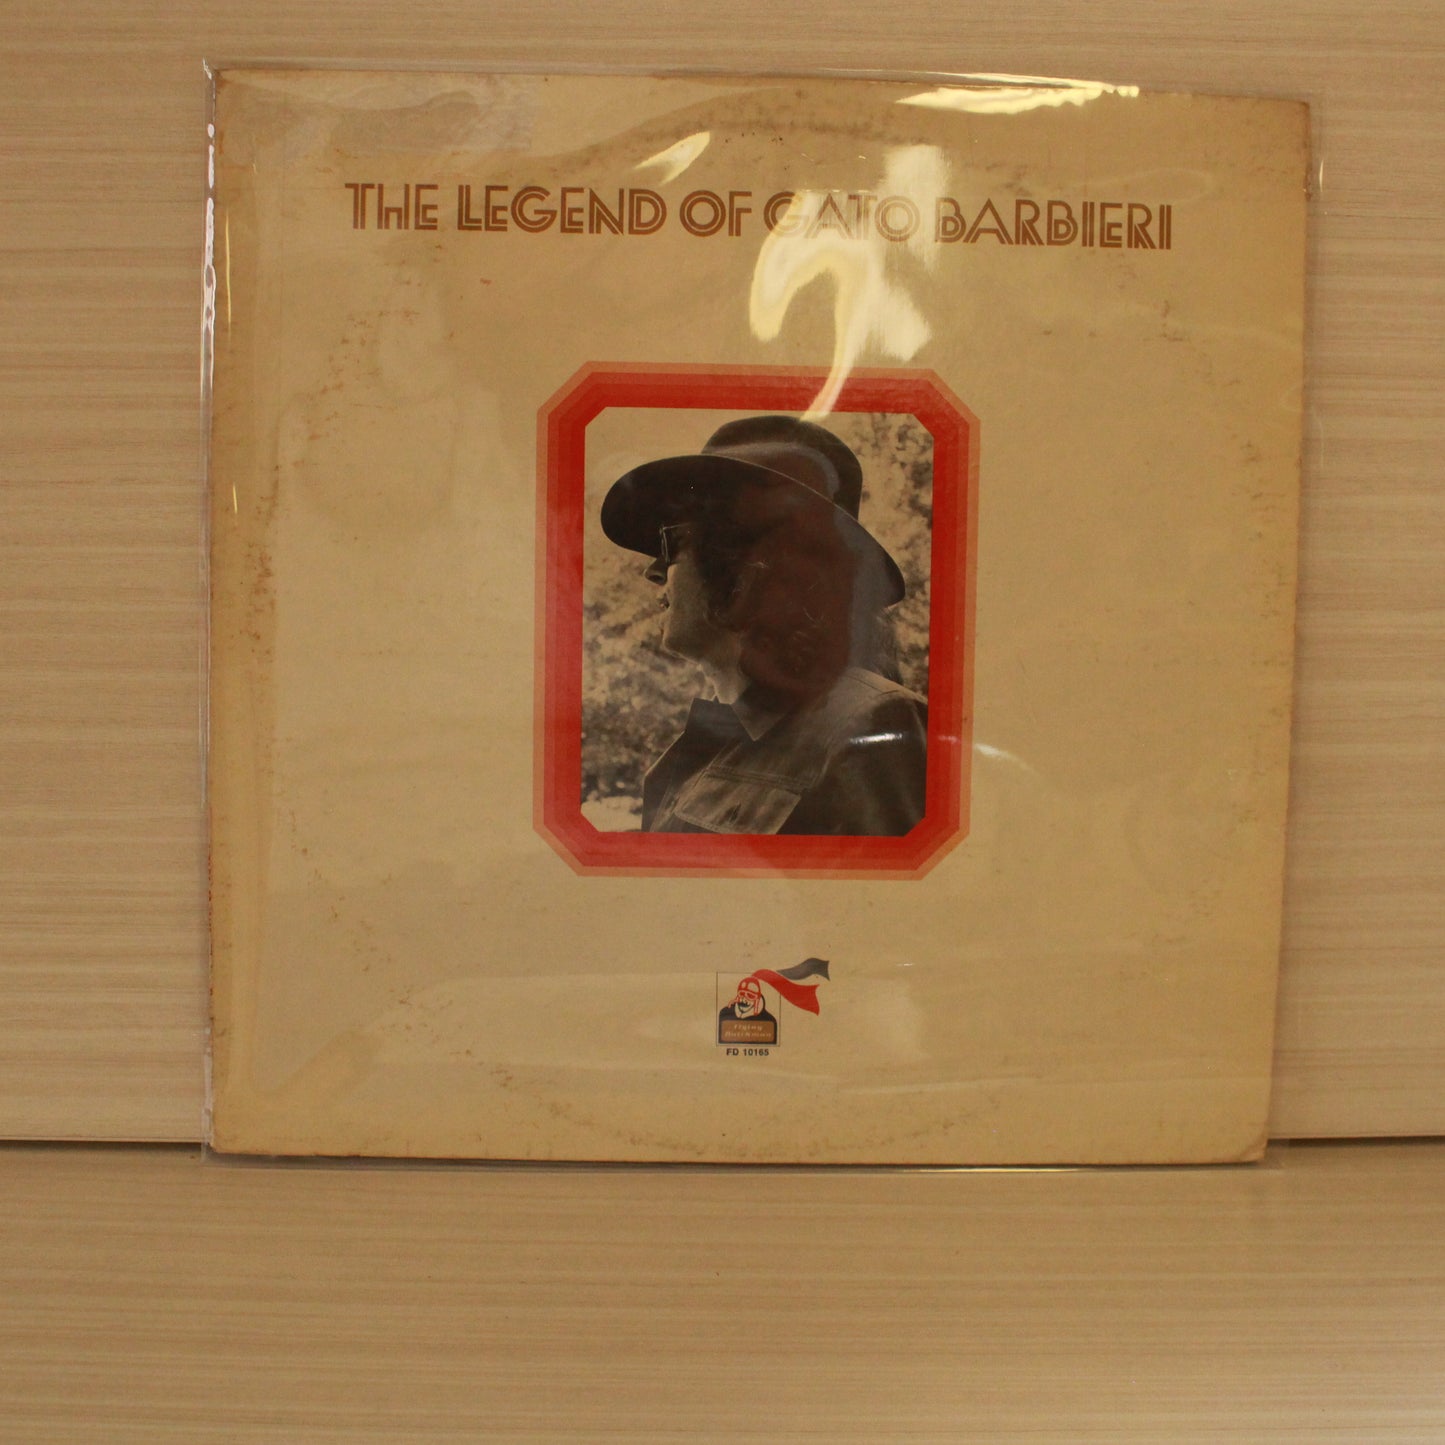 THE LEGEND OF GATO BARBIERI
flying
Dutchman
FD 10165